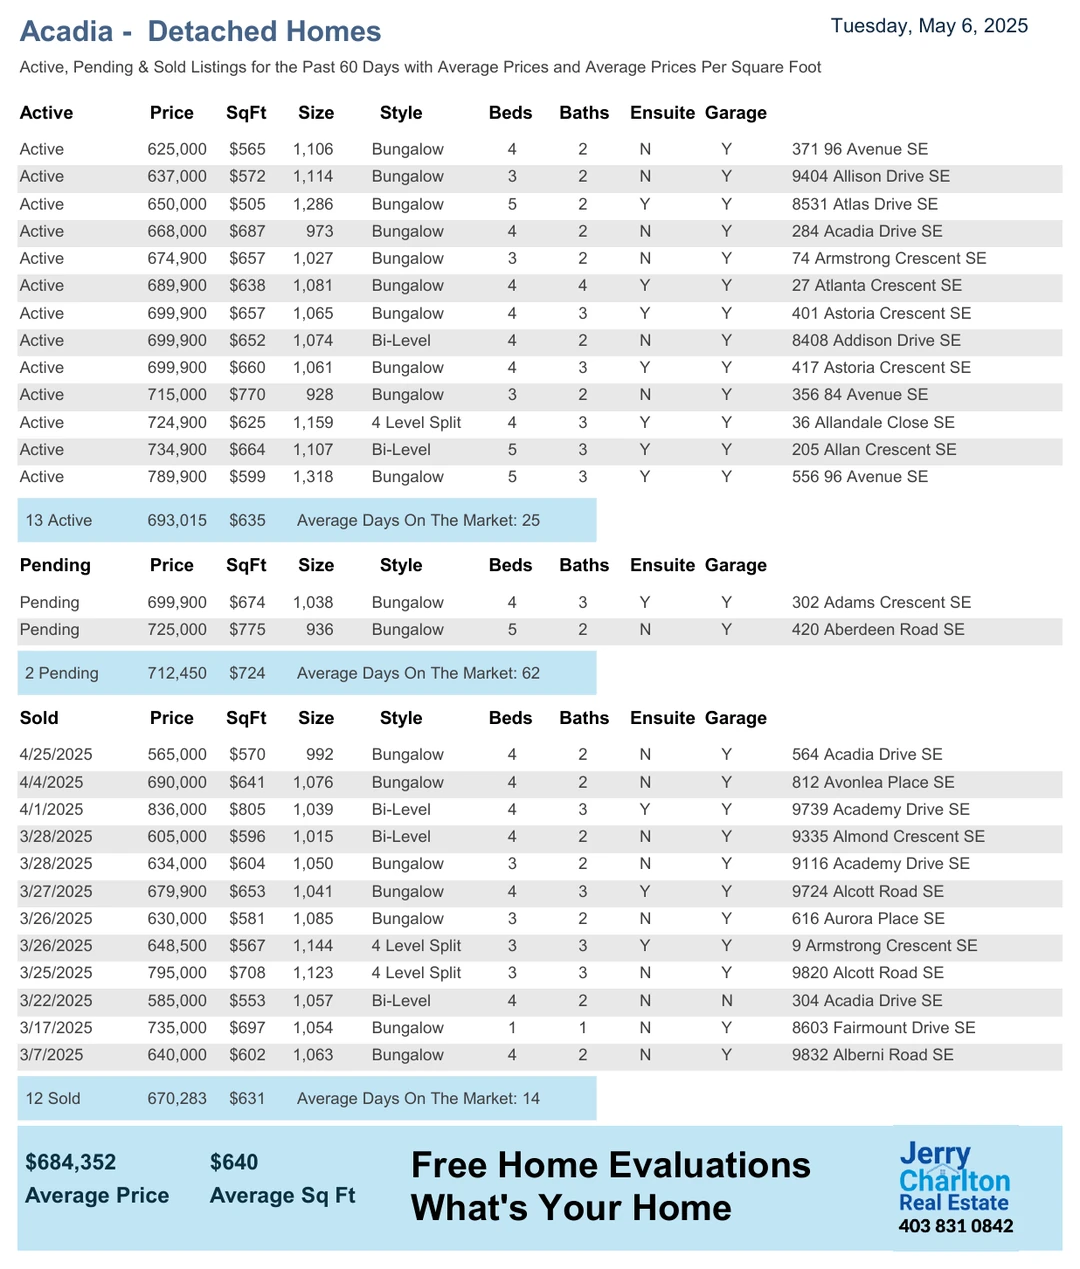 Acadia - Detached Homes
Tuesday, May 6, 2025
Active, Pending & Sold Listings for the Past 60 Days with Average Prices and Average Prices Per Square Foot
Active Price SqFt Size Style Beds Baths Ensuite Garage
Active 625,000 $565 1,106 Bungalow 4 2 N Y 371 96 Avenue SE
Active 637,000 $572 1,114 Bungalow 3 2 N Y 9404 Allison Drive SE
Active 650,000 $505 1,286 Bungalow 5 2 Y Y 8531 Atlas Drive SE
Active 668,000 $687 973 Bungalow 4 2 N Y 284 Acadia Drive SE
Active 674,900 $657 1,027 Bungalow 3 2 N Y 74 Armstrong Crescent SE
Active 689,900 $638 1,081 Bungalow 4 4 Y Y 27 Atlanta Crescent SE
Active 699,900 $657 1,065 Bungalow 4 3 Y Y 401 Astoria Crescent SE
Active 699,900 $652 1,074 Bi-Level 4 2 N Y 8408 Addison Drive SE
Active 699,900 $660 1,061 Bungalow 4 3 Y Y 417 Astoria Crescent SE
Active 715,000 $770 928 Bungalow 3 2 N Y 356 84 Avenue SE
Active 724,900 $625 1,159 4 Level Split 4 3 Y Y 36 Allandale Close SE
Active 734,900 $664 1,107 Bi-Level 5 3 Y Y 205 Allan Crescent SE
Active 789,900 $599 1,318 Bungalow 5 3 Y Y 556 96 Avenue SE
13 Active 693,015 $635 Average Days On The Market: 25
Pending Price SqFt Size Style Beds Baths Ensuite Garage
Pending 699,900 $674 1,038 Bungalow 4 3 Y Y 302 Adams Crescent SE
Pending 725,000 $775 936 Bungalow 5 2 N Y 420 Aberdeen Road SE
2 Pending 712,450 $724 Average Days On The Market: 62
Sold Price SqFt Size Style Beds Baths Ensuite Garage
4/25/2025 565,000 $570 992 Bungalow 4 2 N Y 564 Acadia Drive SE
4/4/2025 690,000 $641 1,076 Bungalow 4 2 N Y 812 Avonlea Place SE
4/1/2025 836,000 $805 1,039 Bi-Level 4 3 Y Y 9739 Academy Drive SE
3/28/2025 605,000 $596 1,015 Bi-Level 4 2 N Y 9335 Almond Crescent SE
3/28/2025 634,000 $604 1,050 Bungalow 3 2 N Y 9116 Academy Drive SE
3/27/2025 679,900 $653 1,041 Bungalow 4 3 Y Y 9724 Alcott Road SE
3/26/2025 630,000 $581 1,085 Bungalow 3 2 N Y 616 Aurora Place SE
3/26/2025 648,500 $567 1,144 4 Level Split 3 3 Y Y 9 Armstrong Crescent SE
3/25/2025 795,000 $708 1,123 4 Level Split 3 3 N Y 9820 Alcott Road SE
3/22/2025 585,000 $553 1,057 Bi-Level 4 2 N N 304 Acadia Drive SE
3/17/2025 735,000 $697 1,054 Bungalow 1 1 N Y 8603 Fairmount Drive SE
3/7/2025 640,000 $602 1,063 Bungalow 4 2 N Y 9832 Alberni Road SE
12 Sold 670,283 $631 Average Days On The Market: 14
$684,352 $640
Average Price Average Sq Ft
Free Home Evaluations
What's Your Home
Jerry
Charlton
Real Estate
403 831 0842